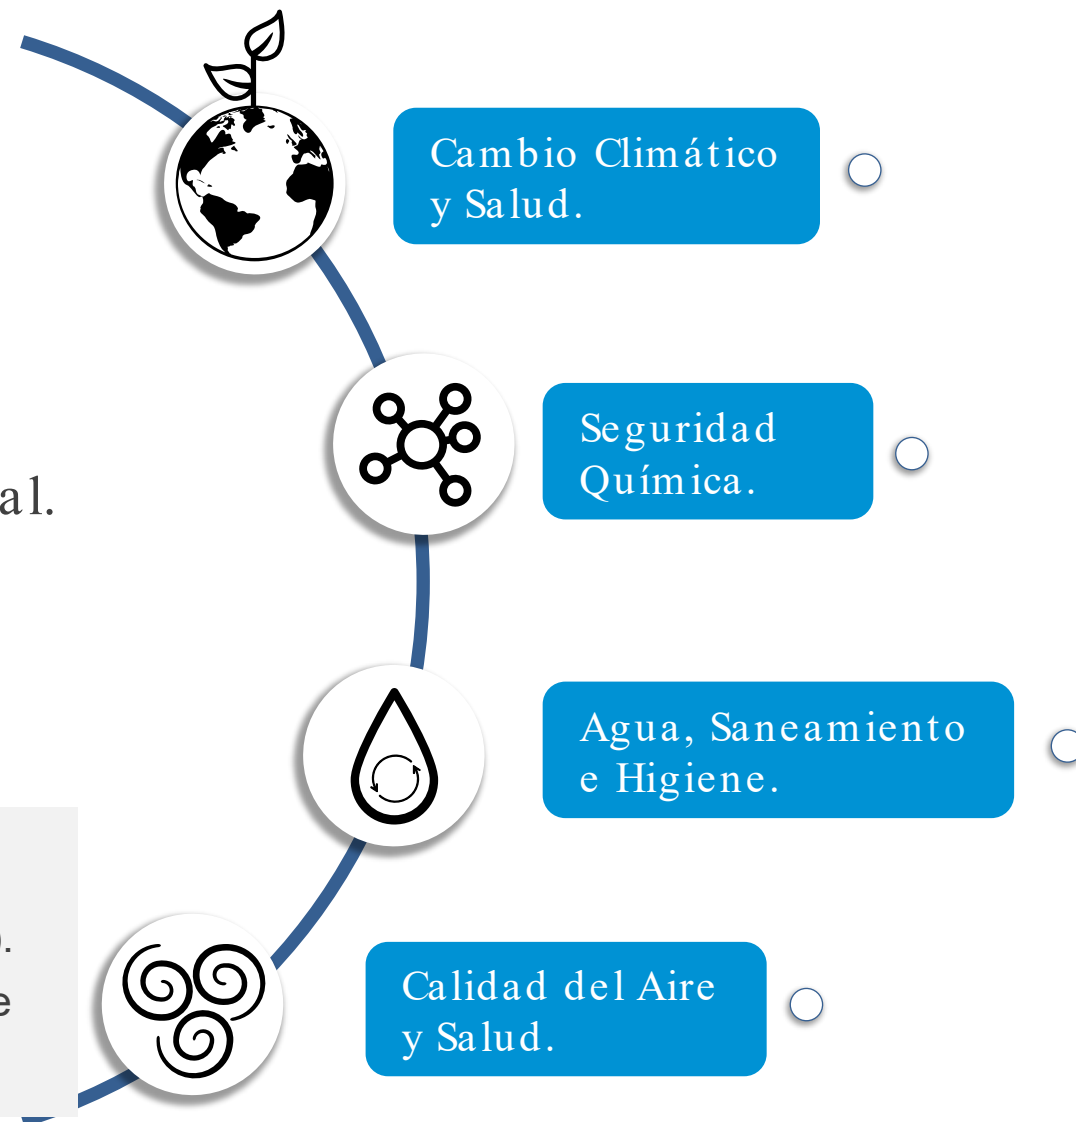 Cambio Climático
y Salud.
Seguridad
Química.
al.
Agua, Saneamiento
e Higiene.
Calidad del Aire
y Salud.